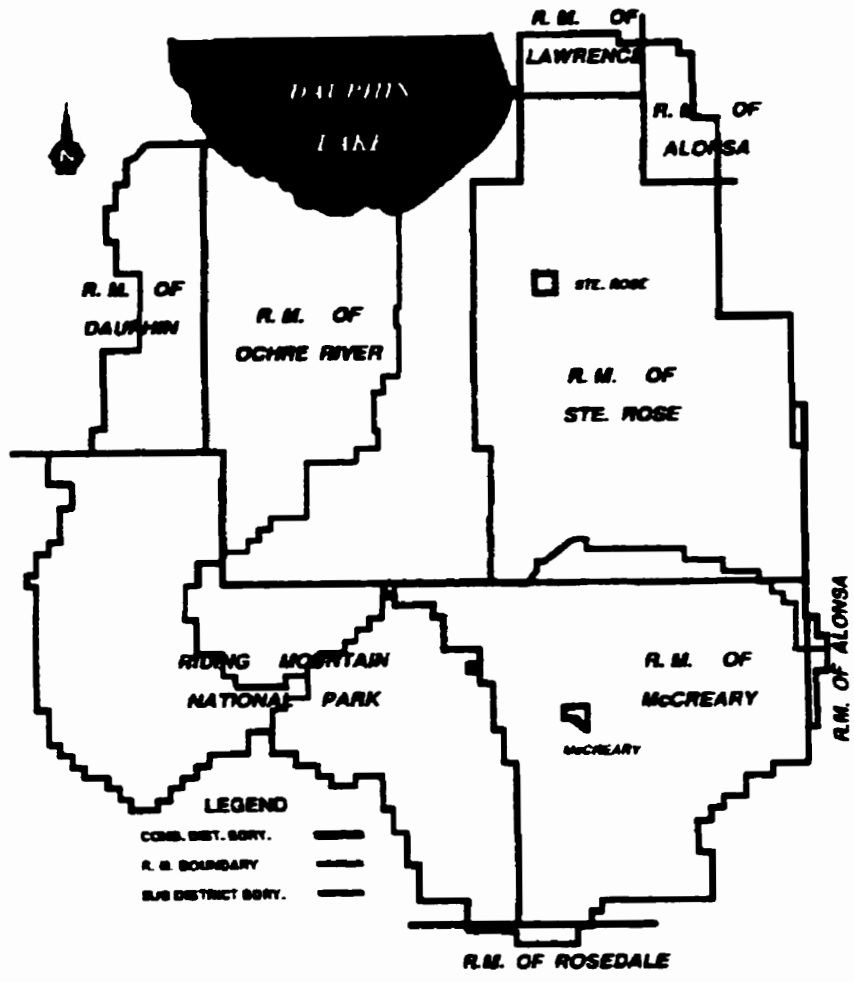 R. M. OF
LAWRENCE
DAUPHIN
LAKE
R. M. OF
ALONSA
N
R. M. OF
DAUPHIN
R. M. OF
OCHRE RIVER
STE. ROSE
R. M. OF
STE. ROSE
R.M. OF ALONSA
RIDING MOUNTAIN
NATIONAL PARK
R. M. OF
McCREARY
McCREARY
LEGEND
CONS. DIST. BDRY.
R. M. BOUNDARY
SUB DISTRICT BDRY.
R.M. OF ROSEDALE